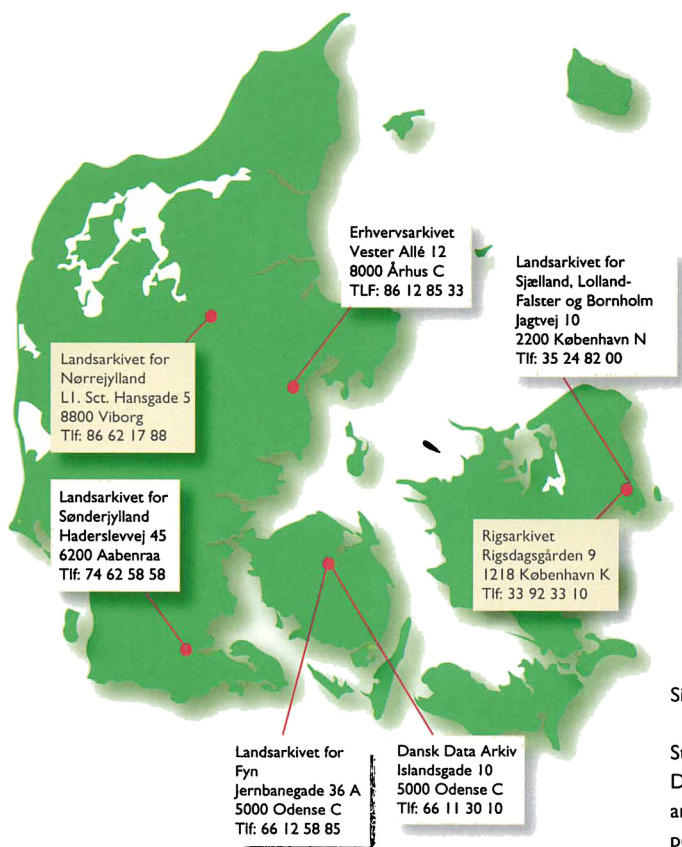 Erhvervsarkivet
Vester Allé 12
8000 Århus C
TLF: 86 12 85 33
Landsarkivet for
Sjælland, Lolland-
Falster og Bornholm
Jagtvej 10
2200 København N
Tlf: 35 24 82 00
Landsarkivet for
Nørrejylland
L1. Sct. Hansgade 5
8800 Viborg
Tlf: 86 62 17 88
Landsarkivet for
Sønderjylland
Haderslevvej 45
6200 Aabenraa
Tlf: 74 62 58 58
Rigsarkivet
Rigsdagsgården 9
1218 København K
Tlf: 33 92 33 10
Landsarkivet for
Fyn
Jernbanegade 36 A
5000 Odense C
Tlf: 66 12 58 85
Dansk Data Arkiv
Islandsgade 10
5000 Odense C
Tlf: 66 11 30 10